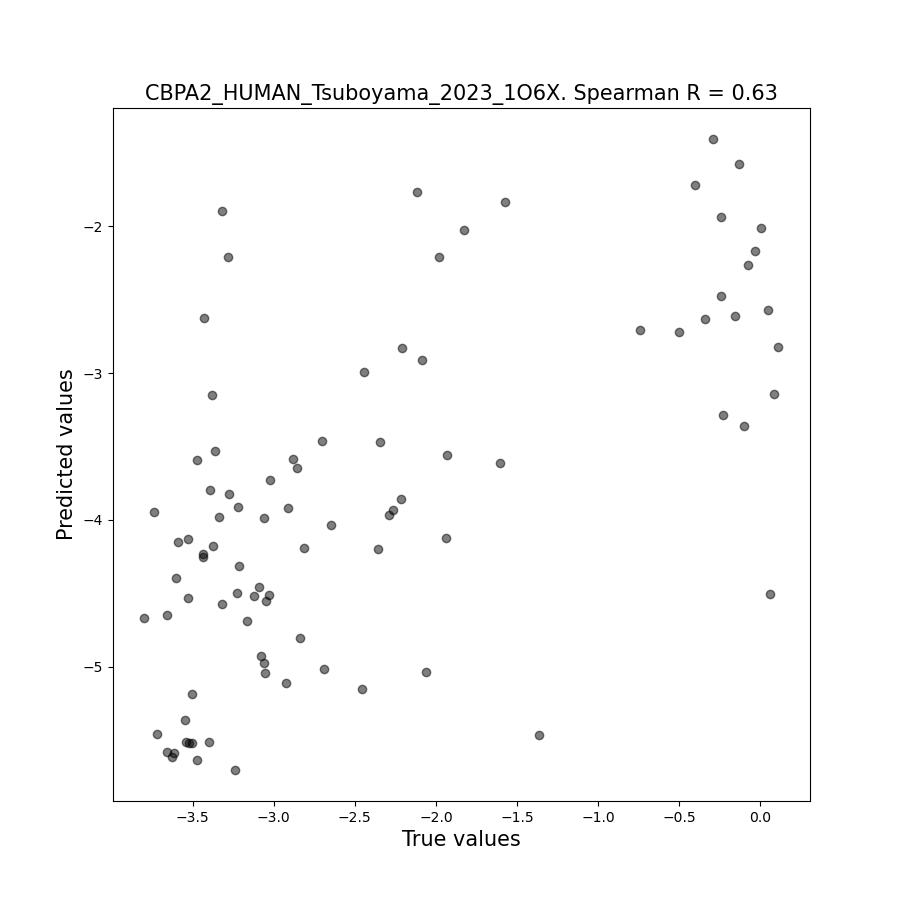 CBPA2_HUMAN_Tsuboyama_2023_1O6X. Spearman R = 0.63
Predicted values
−2
−3
−4
−5
−3.5 −3.0 −2.5 −2.0 −1.5 −1.0 −0.5 0.0
True values